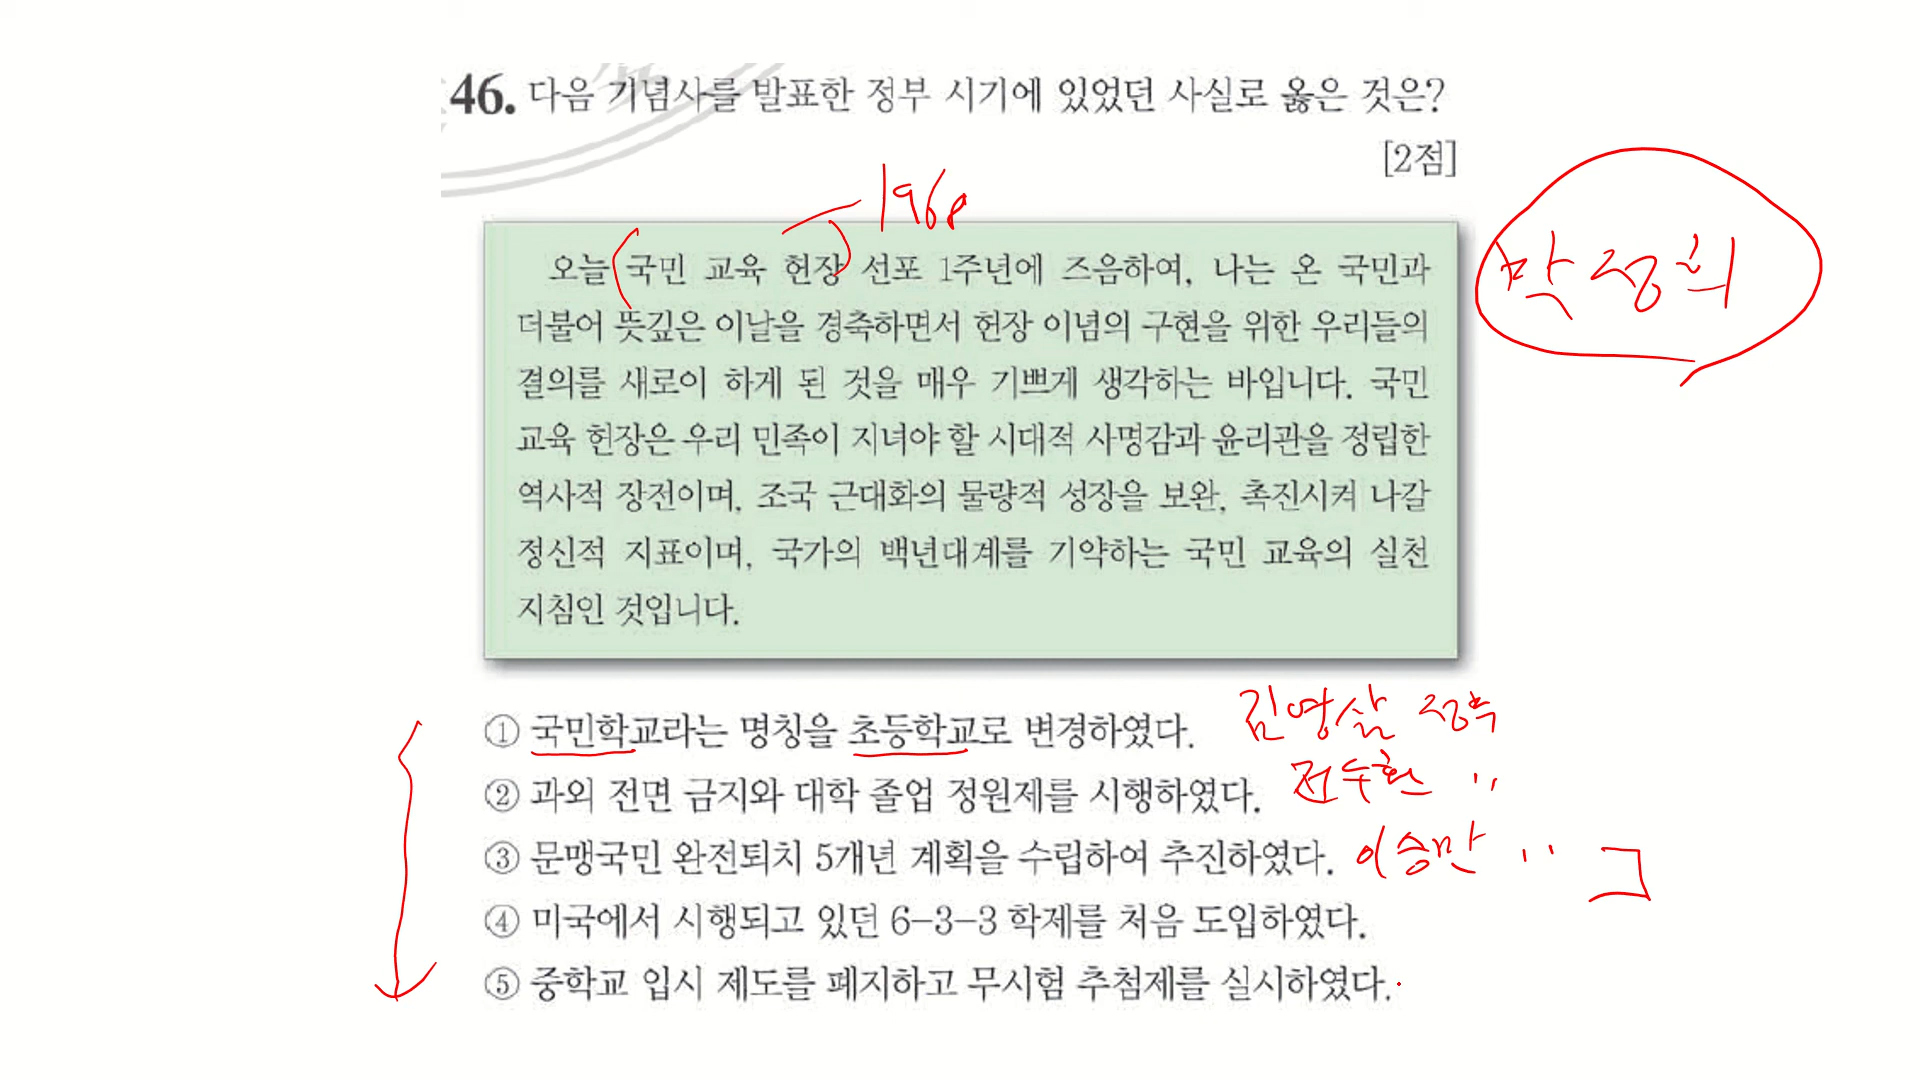 46. 다음 기념사를 발표한 정부 시기에 있었던 사실로 옳은 것은?
[2점]
1968
오늘 국민 교육 헌장 선포 1주년에 즈음하여, 나는 온 국민과
더불어 뜻깊은 이날을 경축하면서 헌장 이념의 구현을 위한 우리들의
결의를 새로이 하게 된 것을 매우 기쁘게 생각하는 바입니다. 국민
교육 헌장은 우리 민족이 지녀야 할 시대적 사명감과 윤리관을 정립한
역사적 장전이며, 조국 근대화의 물량적 성장을 보완, 촉진시켜 나갈
정신적 지표이며, 국가의 백년대계를 기약하는 국민 교육의 실천
지침인 것입니다.
박정희
① 국민학교라는 명칭을 초등학교로 변경하였다. 김영삼 정부
② 과외 전면 금지와 대학 졸업 정원제를 시행하였다. 전두환 〃
③ 문맹국민 완전퇴치 5개년 계획을 수립하여 추진하였다. 이승만 〃
④ 미국에서 시행되고 있던 6-3-3 학제를 처음 도입하였다.
⑤ 중학교 입시 제도를 폐지하고 무시험 추첨제를 실시하였다.